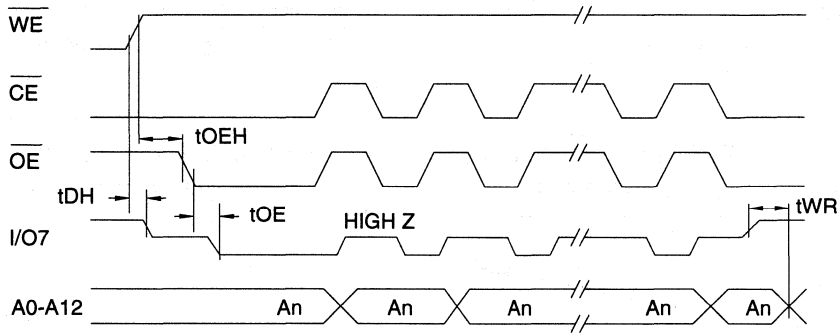 WE
CE
tOEH
OE
tDH
tOE
HIGH Z
tWR
I/O7
A0-A12
An
An
An
An
An